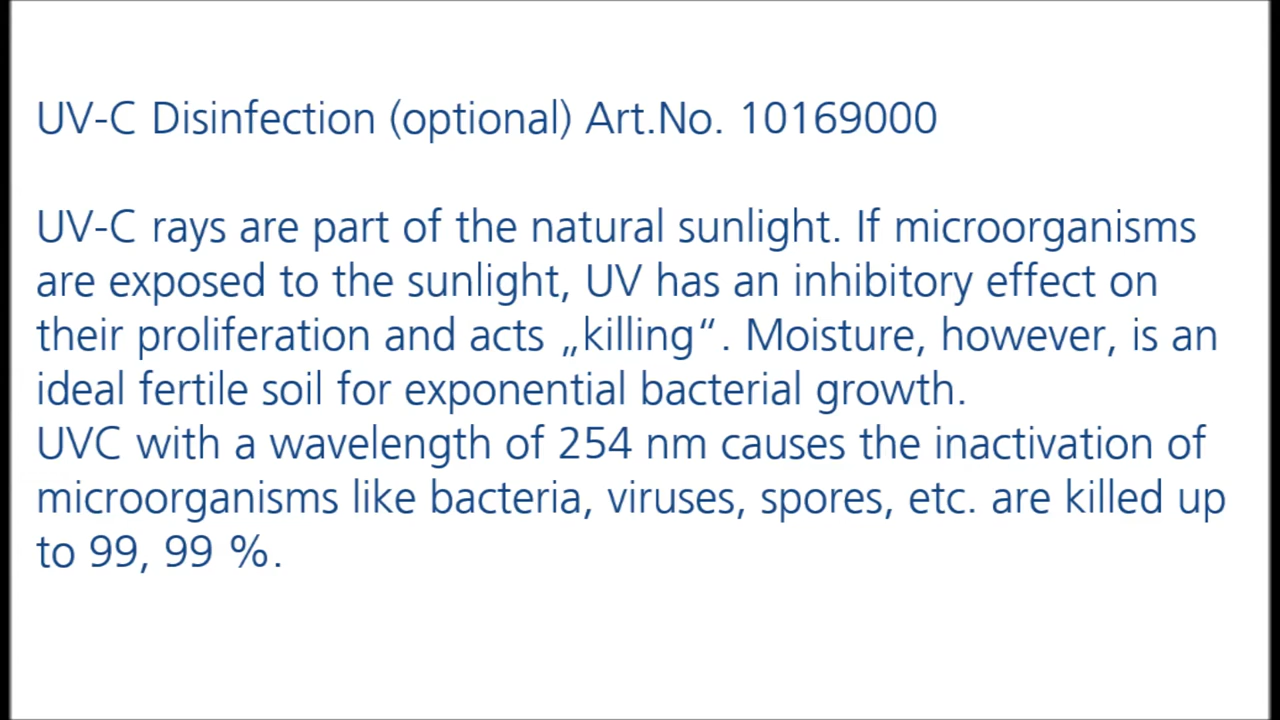 UV-C Disinfection (optional) Art.No. 10169000
UV-C rays are part of the natural sunlight. If microorganisms
are exposed to the sunlight, UV has an inhibitory effect on
their proliferation and acts „killing“. Moisture, however, is an
ideal fertile soil for exponential bacterial growth.
UVC with a wavelength of 254 nm causes the inactivation of
microorganisms like bacteria, viruses, spores, etc. are killed up
to 99, 99 %.